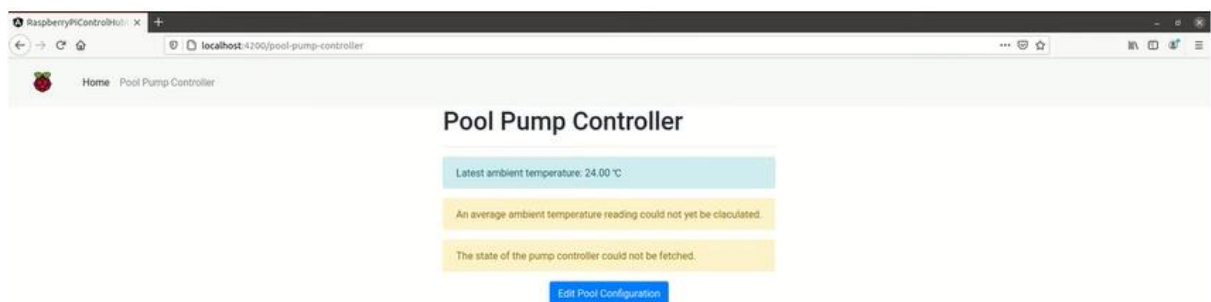 RaspberryPiControlHub
localhost:4200/pool-pump-controller
Home Pool Pump Controller
Pool Pump Controller
Latest ambient temperature: 24.00 °C
An average ambient temperature reading could not yet be claculated.
The state of the pump controller could not be fetched.
Edit Pool Configuration